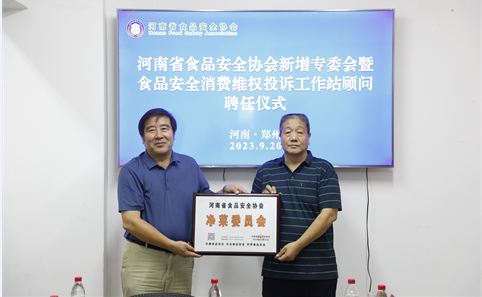 河南省食品安全协会
Henan Food Safety Association
河南省食品安全协会新增专委会暨
食品安全消费维权投诉工作站顾问
聘任仪式
河南·郑州
2023.9.20
河南省食品安全协会
净菜委员会